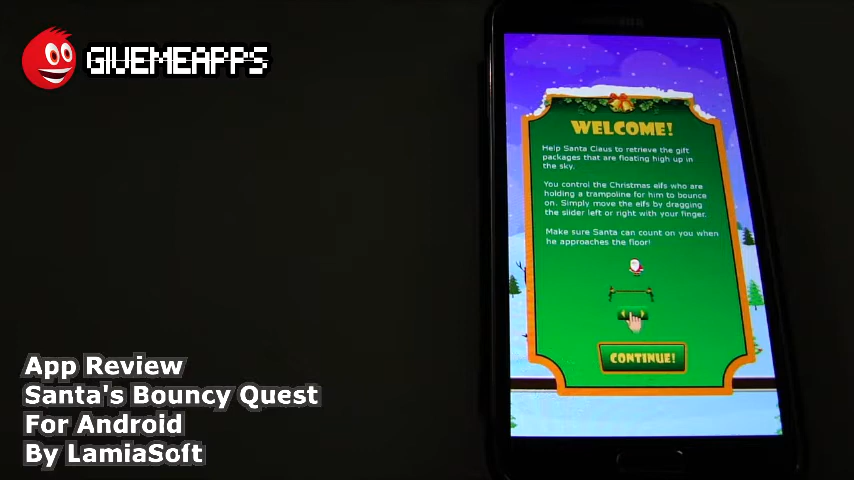 GIVEMEAPPS
WELCOME!
Help Santa Claus to retrieve the gift
packages that are floating high up in
the sky.
You control the Christmas elfs who are
holding a trampoline for him to bounce
on. Simply move the elfs by dragging
the slider left or right with your finger.
Make sure Santa can count on you when
he approaches the floor!
CONTINUE!
App Review
Santa's Bouncy Quest
For Android
By LamiaSoft